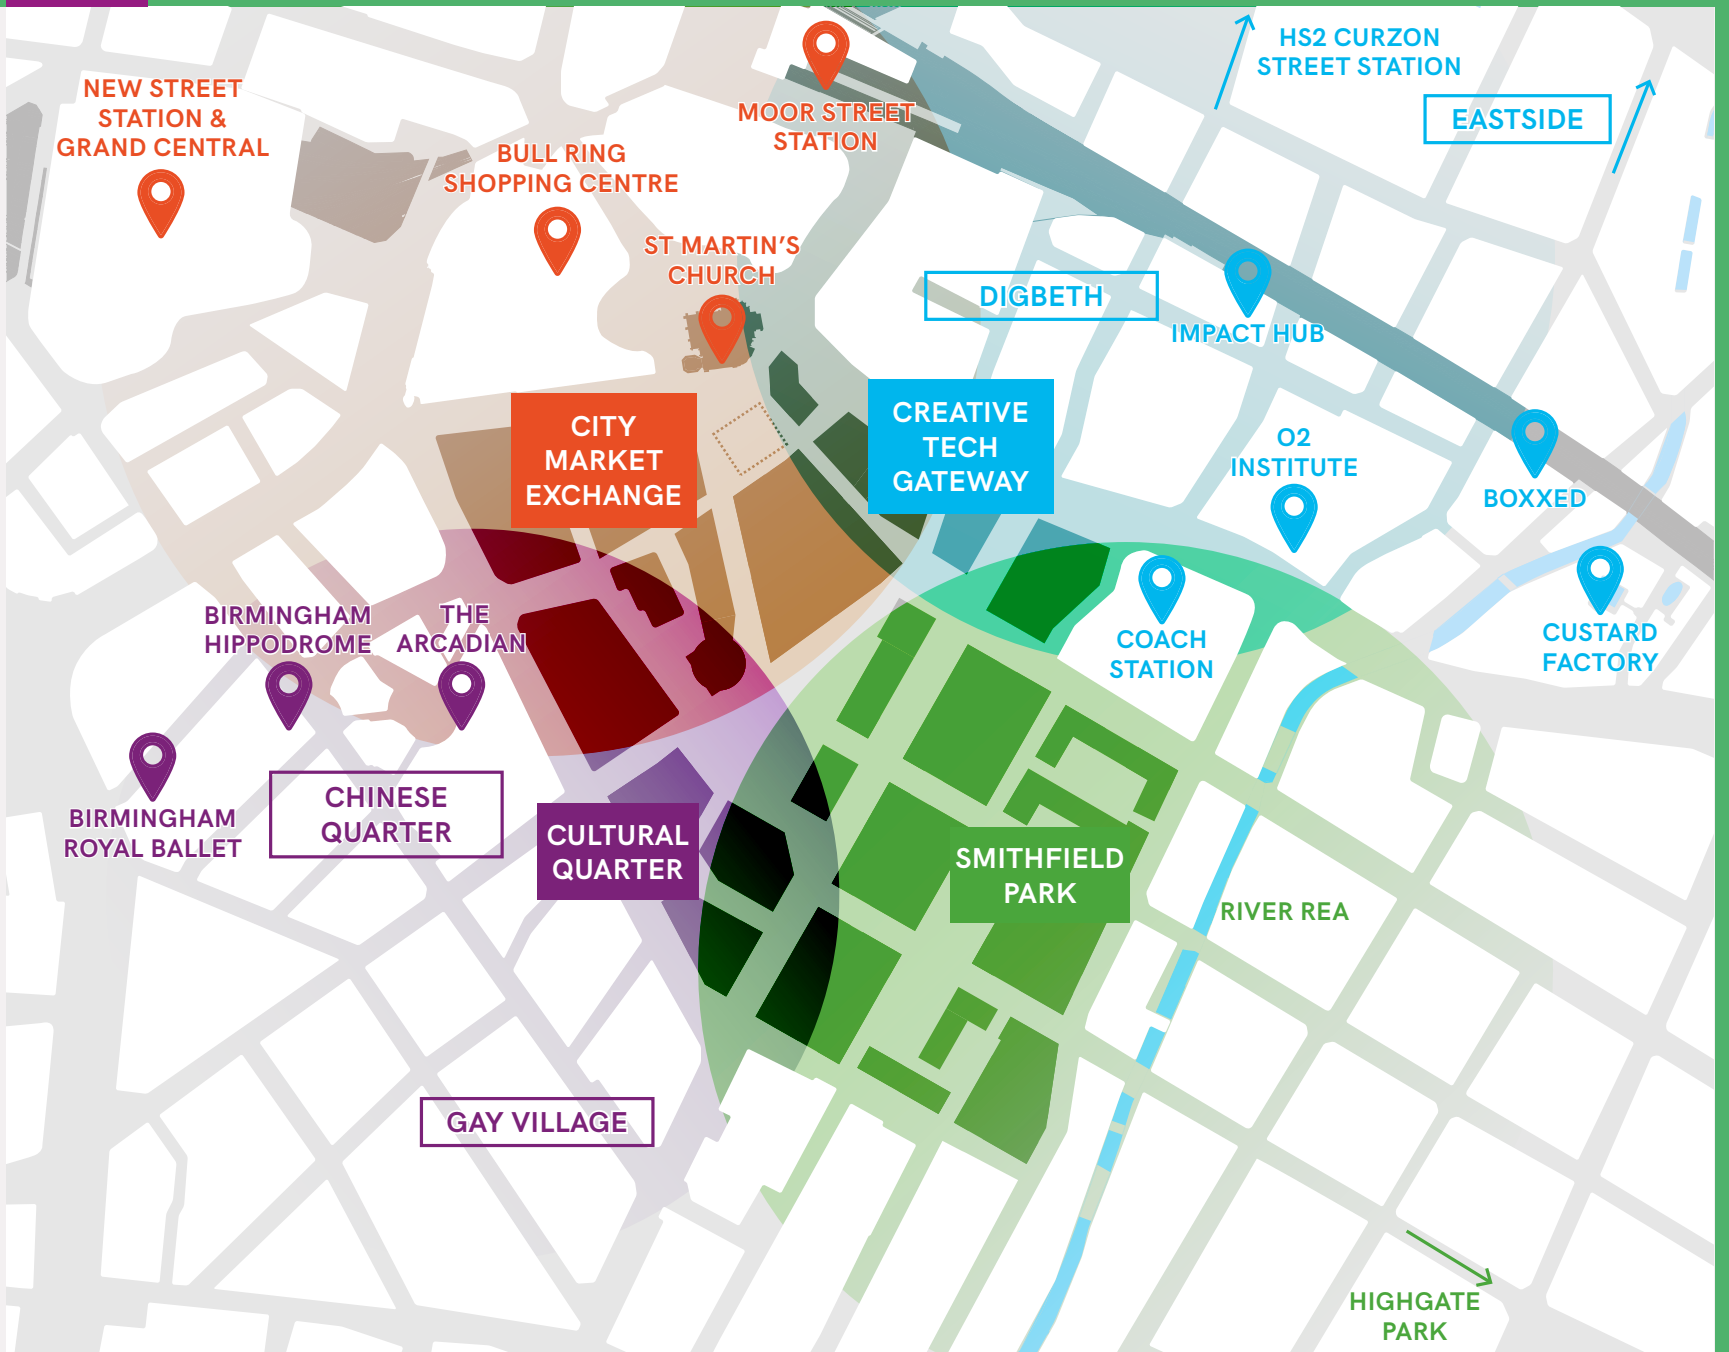 HS2 CURZON
STREET STATION
EASTSIDE
NEW STREET
STATION &
GRAND CENTRAL
MOOR STREET
STATION
BULL RING
SHOPPING CENTRE
ST MARTIN'S
CHURCH
DIGBETH
IMPACT HUB
CITY
MARKET
EXCHANGE
CREATIVE
TECH
GATEWAY
O2
INSTITUTE
BOXXED
BIRMINGHAM
HIPPODROME
THE
ARCADIAN
COACH
STATION
CUSTARD
FACTORY
BIRMINGHAM
ROYAL BALLET
CHINESE
QUARTER
CULTURAL
QUARTER
SMITHFIELD
PARK
RIVER REA
GAY VILLAGE
HIGHGATE
PARK